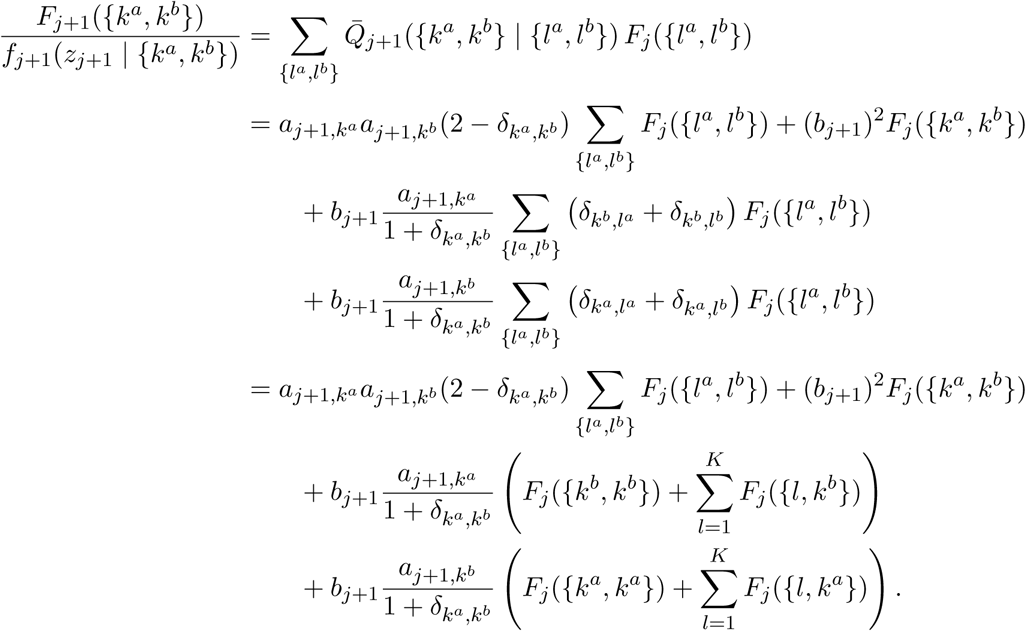 \frac{F_{j+1}(\{k^a, k^b\})}{f_{j+1}(z_{j+1} \mid \{k^a, k^b\})} = \sum_{\{l^a, l^b\}} \bar{Q}_{j+1}(\{k^a, k^b\} \mid \{l^a, l^b\}) \, F_j(\{l^a, l^b\})
= a_{j+1,k^a} a_{j+1,k^b} (2 - \delta_{k^a,k^b}) \sum_{\{l^a, l^b\}} F_j(\{l^a, l^b\}) + (b_{j+1})^2 F_j(\{k^a, k^b\})
+ b_{j+1} \frac{a_{j+1,k^a}}{1 + \delta_{k^a,k^b}} \sum_{\{l^a, l^b\}} \left( \delta_{k^b,l^a} + \delta_{k^b,l^b} \right) F_j(\{l^a, l^b\})
+ b_{j+1} \frac{a_{j+1,k^b}}{1 + \delta_{k^a,k^b}} \sum_{\{l^a, l^b\}} \left( \delta_{k^a,l^a} + \delta_{k^a,l^b} \right) F_j(\{l^a, l^b\})
= a_{j+1,k^a} a_{j+1,k^b} (2 - \delta_{k^a,k^b}) \sum_{\{l^a, l^b\}} F_j(\{l^a, l^b\}) + (b_{j+1})^2 F_j(\{k^a, k^b\})
+ b_{j+1} \frac{a_{j+1,k^a}}{1 + \delta_{k^a,k^b}} \left( F_j(\{k^b, k^b\}) + \sum_{l=1}^{K} F_j(\{l, k^b\}) \right)
+ b_{j+1} \frac{a_{j+1,k^b}}{1 + \delta_{k^a,k^b}} \left( F_j(\{k^a, k^a\}) + \sum_{l=1}^{K} F_j(\{l, k^a\}) \right).